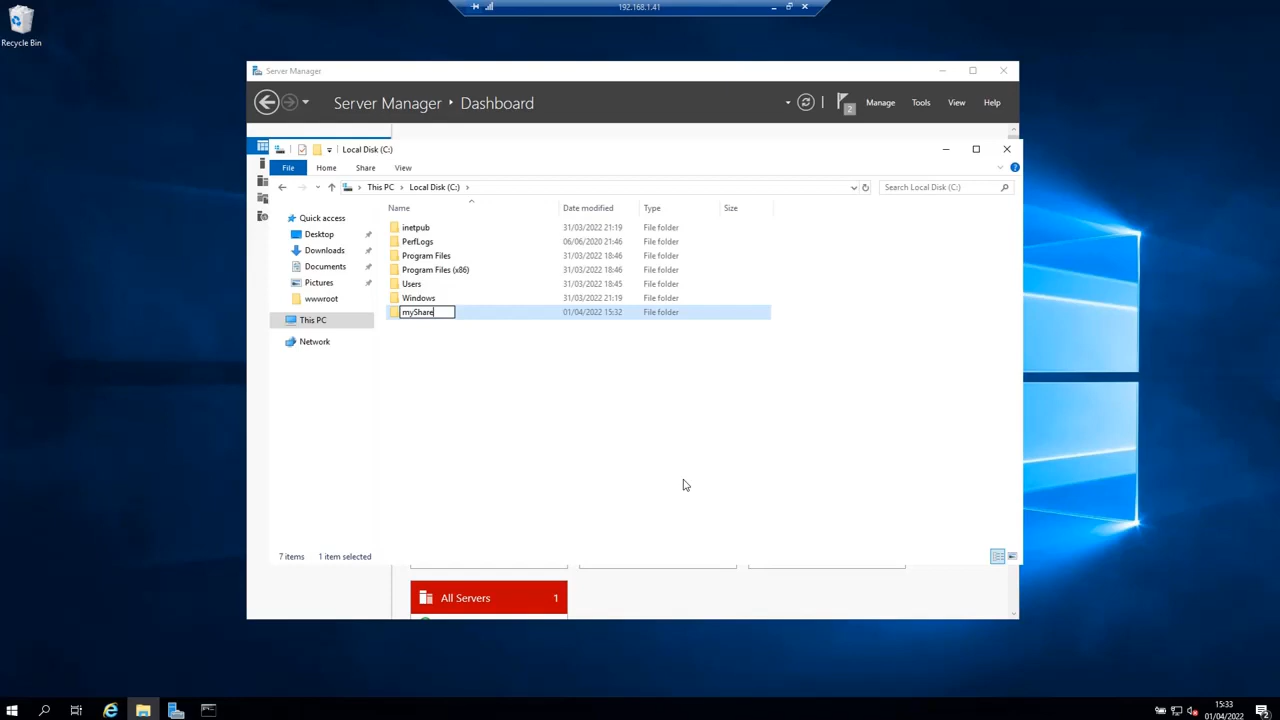 192.168.1.41
Recycle Bin
Server Manager
Server Manager Dashboard
2 Manage Tools View Help
Local Disk (C:)
File Home Share View
This PC Local Disk (C:) Search Local Disk (C:)
Name Date modified Type Size
Quick access
Desktop
Downloads
Documents
Pictures
wwwroot
This PC
Network
inetpub 31/03/2022 21:19 File folder
PerfLogs 06/06/2020 21:46 File folder
Program Files 31/03/2022 18:46 File folder
Program Files (x86) 31/03/2022 18:46 File folder
Users 31/03/2022 18:45 File folder
Windows 31/03/2022 21:19 File folder
myShare 01/04/2022 15:32 File folder
7 items 1 item selected
All Servers 1
15:33
01/04/2022
2